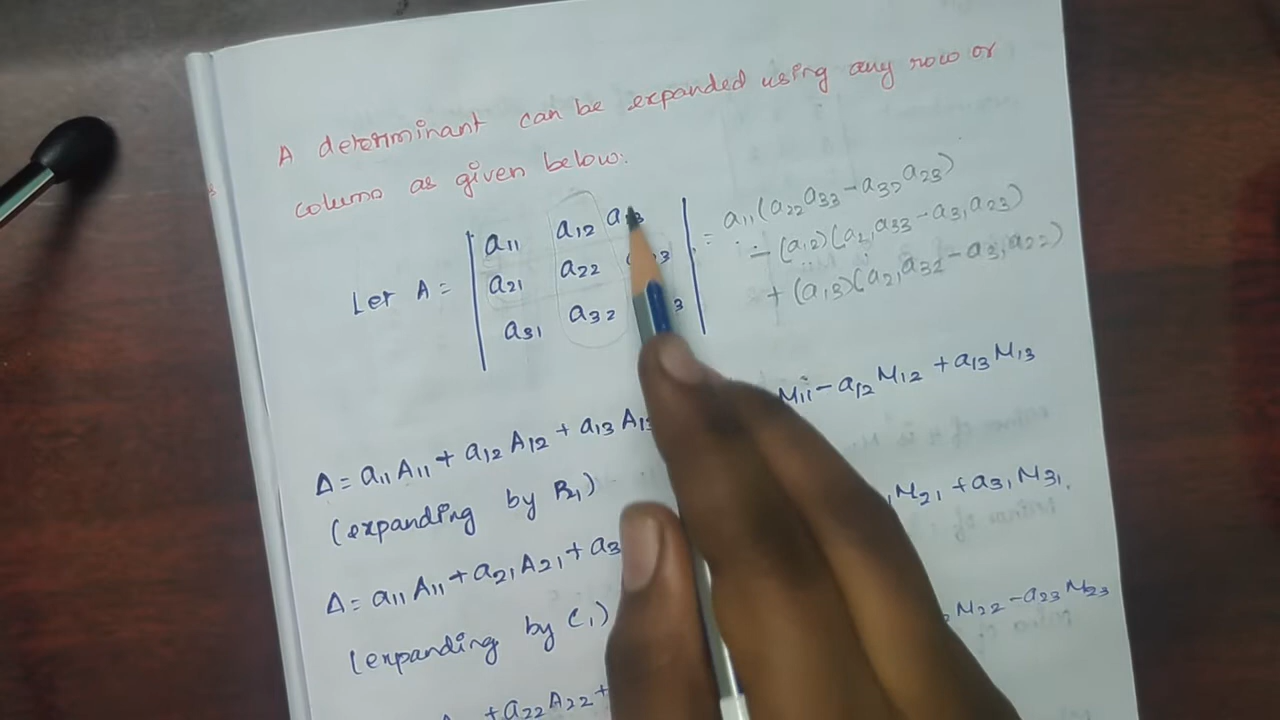 A determinant can be expanded using any row or
column as given below:
Let A =
a11 a12 a13
a21 a22
a31 a32
= a11(a22a33 - a32a23)
- (a12)(a21a33 - a31a23)
+ (a13)(a21a32 - a31a22)
Δ = a11A11 + a12A12 + a13A13 M11 - a12M12 + a13M13
(expanding by R1)
Δ = a11A11 + a21A21 + a3 M21 + a31M31.
(expanding by C1)
+ a22A22 + M22 - a23M23